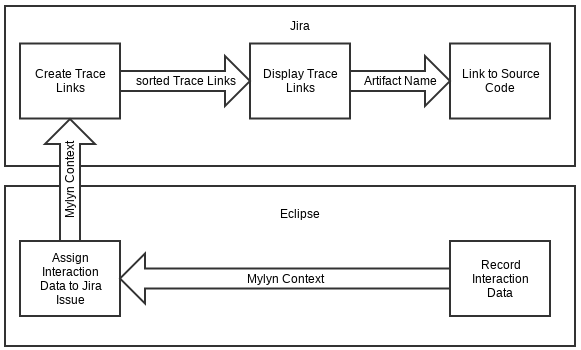 Jira
Create Trace
Links
sorted Trace Links
Display Trace
Links
Artifact Name
Link to Source
Code
Mylyn Context
Eclipse
Assign
Interaction
Data to Jira
Issue
Mylyn Context
Record
Interaction
Data